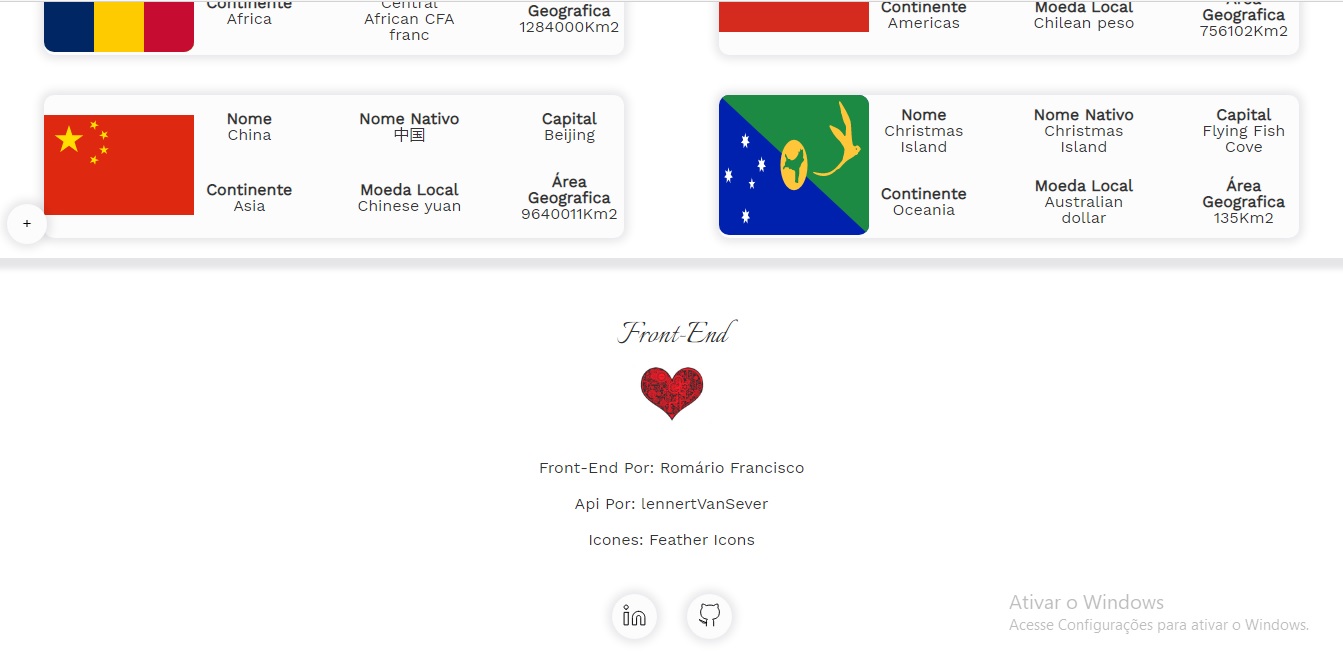 Continente
Africa
Central
African CFA
franc
Geografica
1284000Km2
Continente
Americas
Moeda Local
Chilean peso
Área
Geografica
756102Km2
Nome
China
Nome Nativo
中国
Capital
Beijing
Continente
Asia
Moeda Local
Chinese yuan
Área
Geografica
9640011Km2
Nome
Christmas
Island
Nome Nativo
Christmas
Island
Capital
Flying Fish
Cove
Continente
Oceania
Moeda Local
Australian
dollar
Área
Geografica
135Km2
+
Front-End
Front-End Por: Romário Francisco
Api Por: lennertVanSever
Icones: Feather Icons
in
Ativar o Windows
Acesse Configurações para ativar o Windows.